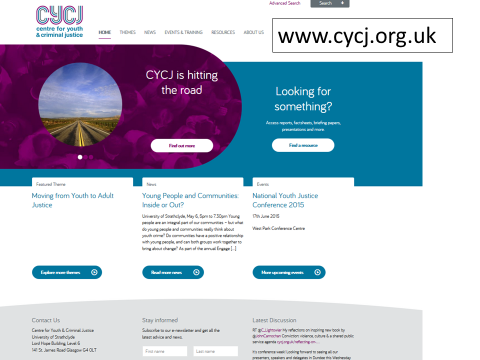 Advanced Search
Search
CYCJ
centre for youth
& criminal justice
HOME THEMES NEWS EVENTS & TRAINING RESOURCES ABOUT US
www.cycj.org.uk
CYCJ is hitting
the road
Find out more
Looking for
something?
Access reports, factsheets, briefing papers,
presentations and more
Find a resource
Featured Theme
Moving from Youth to Adult
Justice
Explore more themes
News
Young People and Communities:
Inside or Out?
University of Strathclyde, May 6, 5pm to 7.30pm Young
people are an integral part of our communities – but what
do young people and communities really think about
youth crime? Do communities have a positive relationship
with young people, and can both groups work together to
bring about change? As part of the annual Engage [...]
Read more news
Events
National Youth Justice
Conference 2015
17th June 2015
West Park Conference Centre
More upcoming events
Contact Us
Centre for Youth & Criminal Justice
University of Strathclyde
Lord Hope Building, Level 6
141 St. James Road Glasgow G4 0LT
Stay informed
Subscribe to our e-newsletter and get all the
latest advice and news.
First name
Last name
Latest Discussion
My reflections on inspiring new book by
Conviction: violence, culture & a shared public
service agenda
It's conference week! Looking forward to seeing all our
presenters, speakers and delegates in Dundee this Wednesday